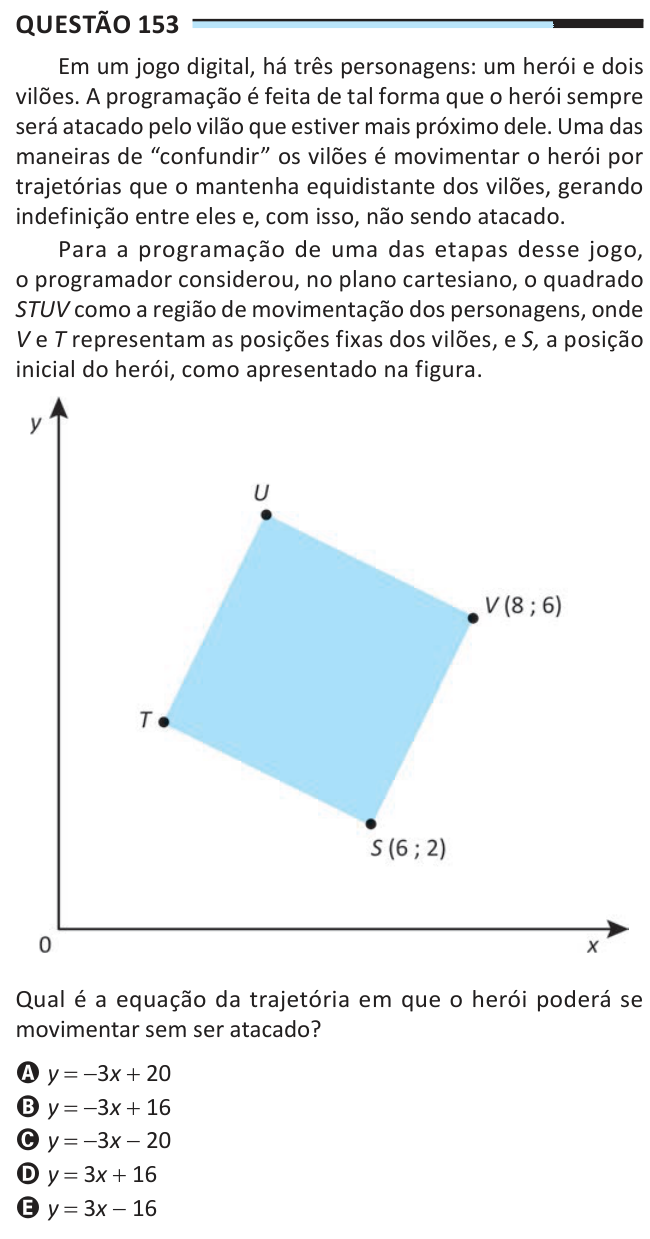 QUESTÃO 153
Em um jogo digital, há três personagens: um herói e dois
vilões. A programação é feita de tal forma que o herói sempre
será atacado pelo vilão que estiver mais próximo dele. Uma das
maneiras de “confundir” os vilões é movimentar o herói por
trajetórias que o mantenha equidistante dos vilões, gerando
indefinição entre eles e, com isso, não sendo atacado.
Para a programação de uma das etapas desse jogo,
o programador considerou, no plano cartesiano, o quadrado
STUV como a região de movimentação dos personagens, onde
V e T representam as posições fixas dos vilões, e S, a posição
inicial do herói, como apresentado na figura.
y
U
V (8 ; 6)
T
S (6 ; 2)
0
x
Qual é a equação da trajetória em que o herói poderá se
movimentar sem ser atacado?
A y = –3x + 20
B y = –3x + 16
C y = –3x – 20
D y = 3x + 16
E y = 3x – 16